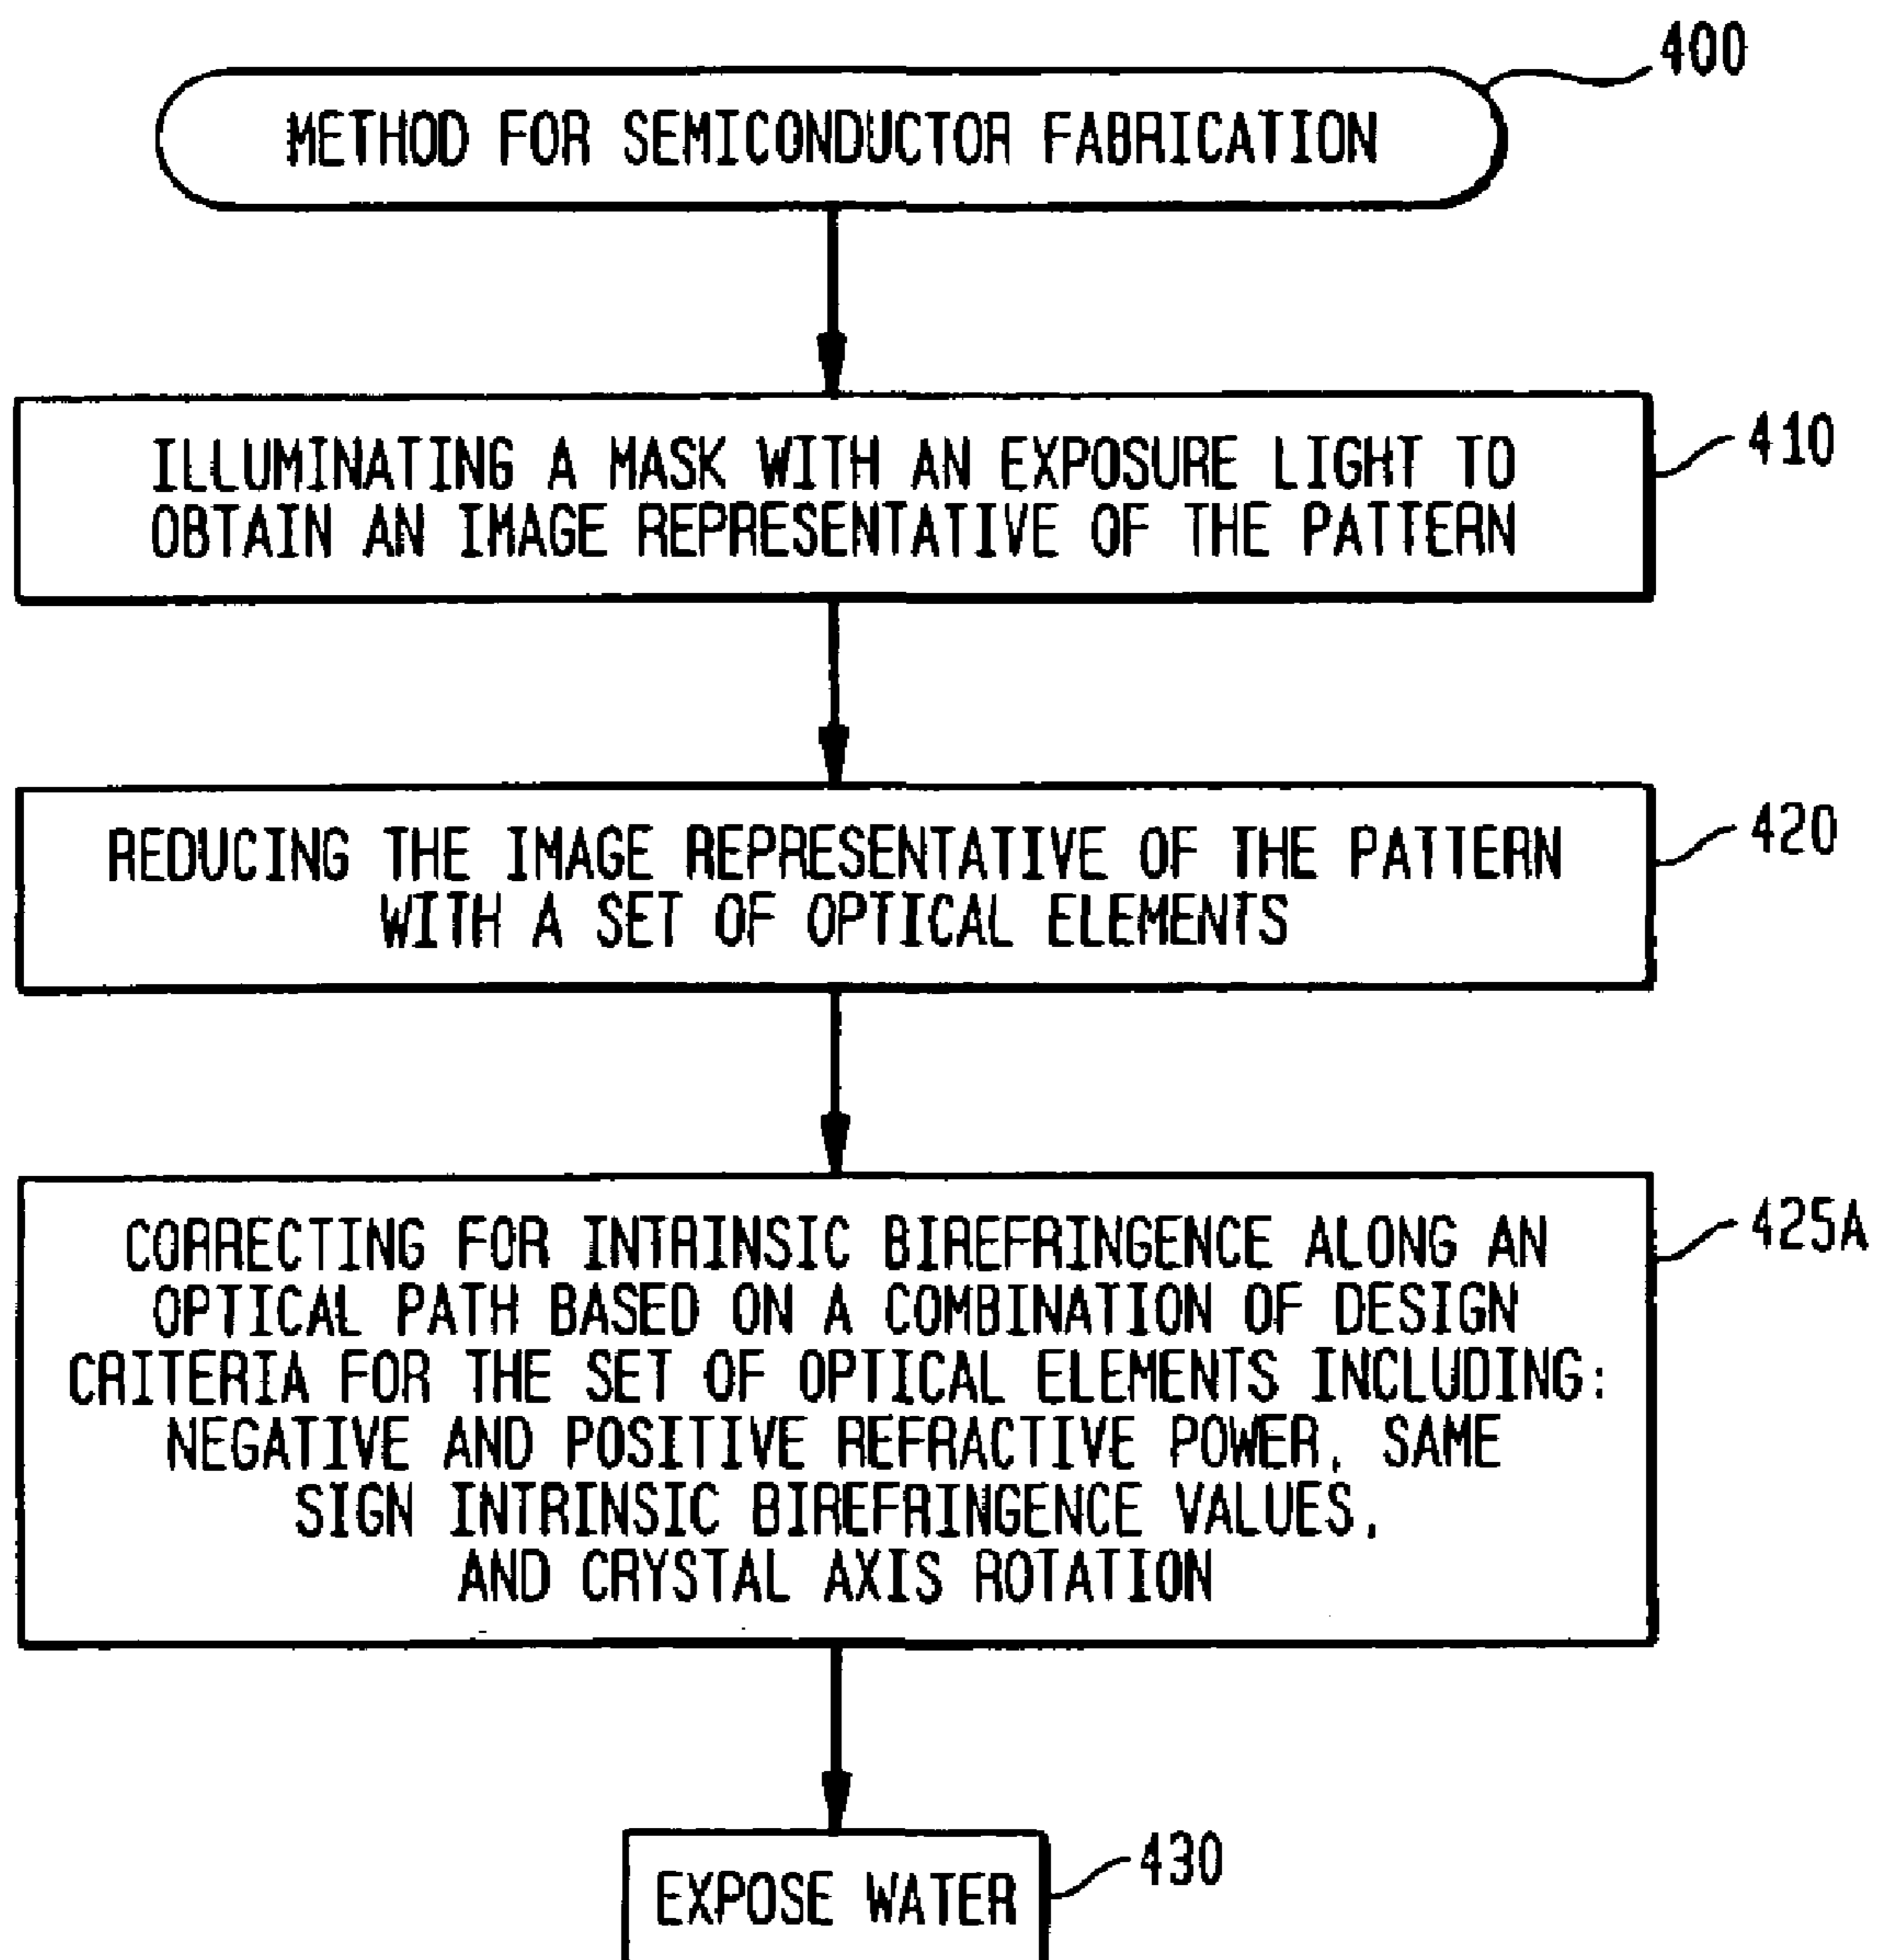 400
METHOD FOR SEMICONDUCTOR FABRICATION
410
ILLUMINATING A MASK WITH AN EXPOSURE LIGHT TO
OBTAIN AN IMAGE REPRESENTATIVE OF THE PATTERN
420
REDUCING THE IMAGE REPRESENTATIVE OF THE PATTERN
WITH A SET OF OPTICAL ELEMENTS
425A
CORRECTING FOR INTRINSIC BIREFRINGENCE ALONG AN
OPTICAL PATH BASED ON A COMBINATION OF DESIGN
CRITERIA FOR THE SET OF OPTICAL ELEMENTS INCLUDING:
NEGATIVE AND POSITIVE REFRACTIVE POWER, SAME
SIGN INTRINSIC BIREFRINGENCE VALUES,
AND CRYSTAL AXIS ROTATION
430
EXPOSE WATER